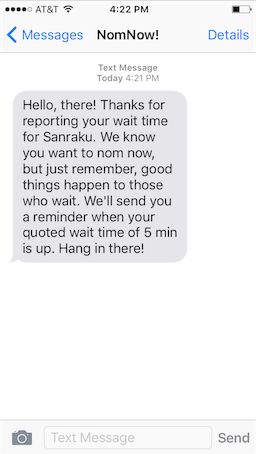 AT&T 4:22 PM
Messages NomNow! Details
Text Message
Today 4:21 PM
Hello, there! Thanks for
reporting your wait time
for Sanraku. We know
you want to nom now,
but just remember, good
things happen to those
who wait. We'll send you
a reminder when your
quoted wait time of 5 min
is up. Hang in there!
Text Message Send